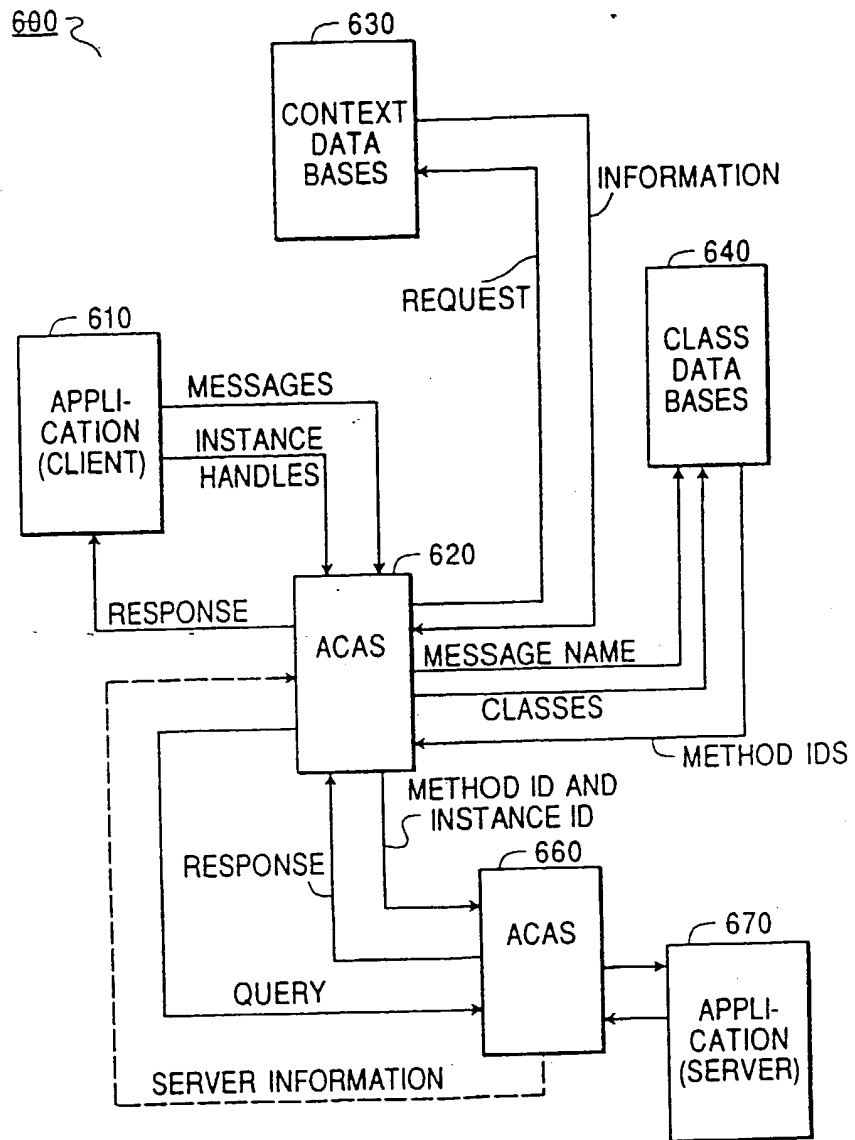 600
630
CONTEXT
DATA
BASES
INFORMATION
REQUEST
640
CLASS
DATA
BASES
610
APPLI-
CATION
(CLIENT)
MESSAGES
INSTANCE
HANDLES
620
ACAS
RESPONSE
MESSAGE NAME
CLASSES
METHOD IDS
METHOD ID AND
INSTANCE ID
RESPONSE
660
ACAS
QUERY
670
APPLI-
CATION
(SERVER)
SERVER INFORMATION